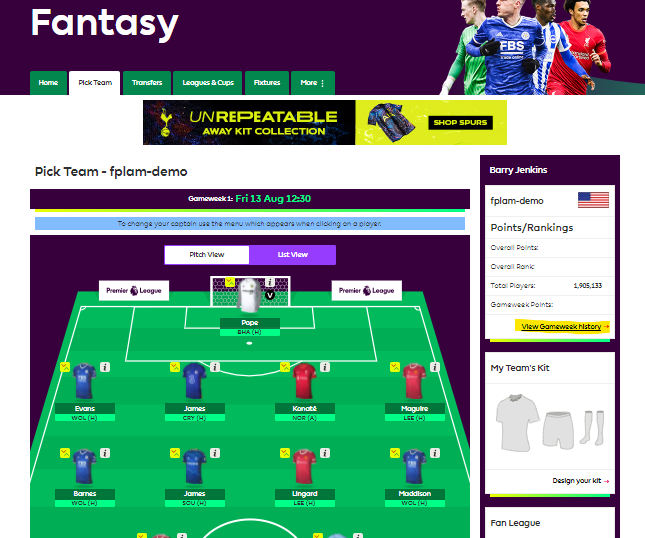 Fantasy
FBS
Home
Pick Team
Transfers
Leagues & Cups
Fixtures
More
UNREPEATABLE
AWAY KIT COLLECTION
SHOP SPURS
Pick Team - fplam-demo
Gameweek 1: Fri 13 Aug 12:30
To change your captain use the menu which appears when clicking on a player.
Pitch View
List View
Premier League
Premier League
V
Pope
BHA (H)
Evans
WOL (H)
James
CRY (H)
Konaté
NOR (A)
Maguire
LEE (H)
Barnes
WOL (H)
James
SOU (H)
Lingard
LEE (H)
Maddison
WOL (H)
Barry Jenkins
fplam-demo
Points/Rankings
Overall Points:
Overall Rank:
Total Players: 1,905,133
Gameweek Points:
View Gameweek history →
My Team's Kit
Design your kit →
Fan League